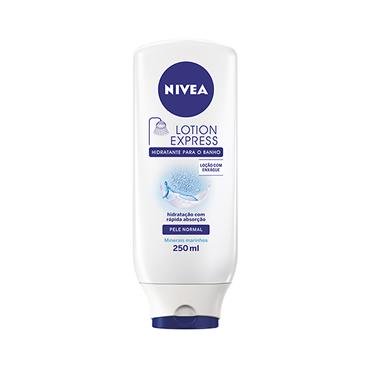 NIVEA
LOTION
EXPRESS
HIDRATANTE PARA O BANHO
LOÇÃO COM
ENXÁGUE
hidratação com
rápida absorção
PELE NORMAL
Minerais marinhos
250 ml